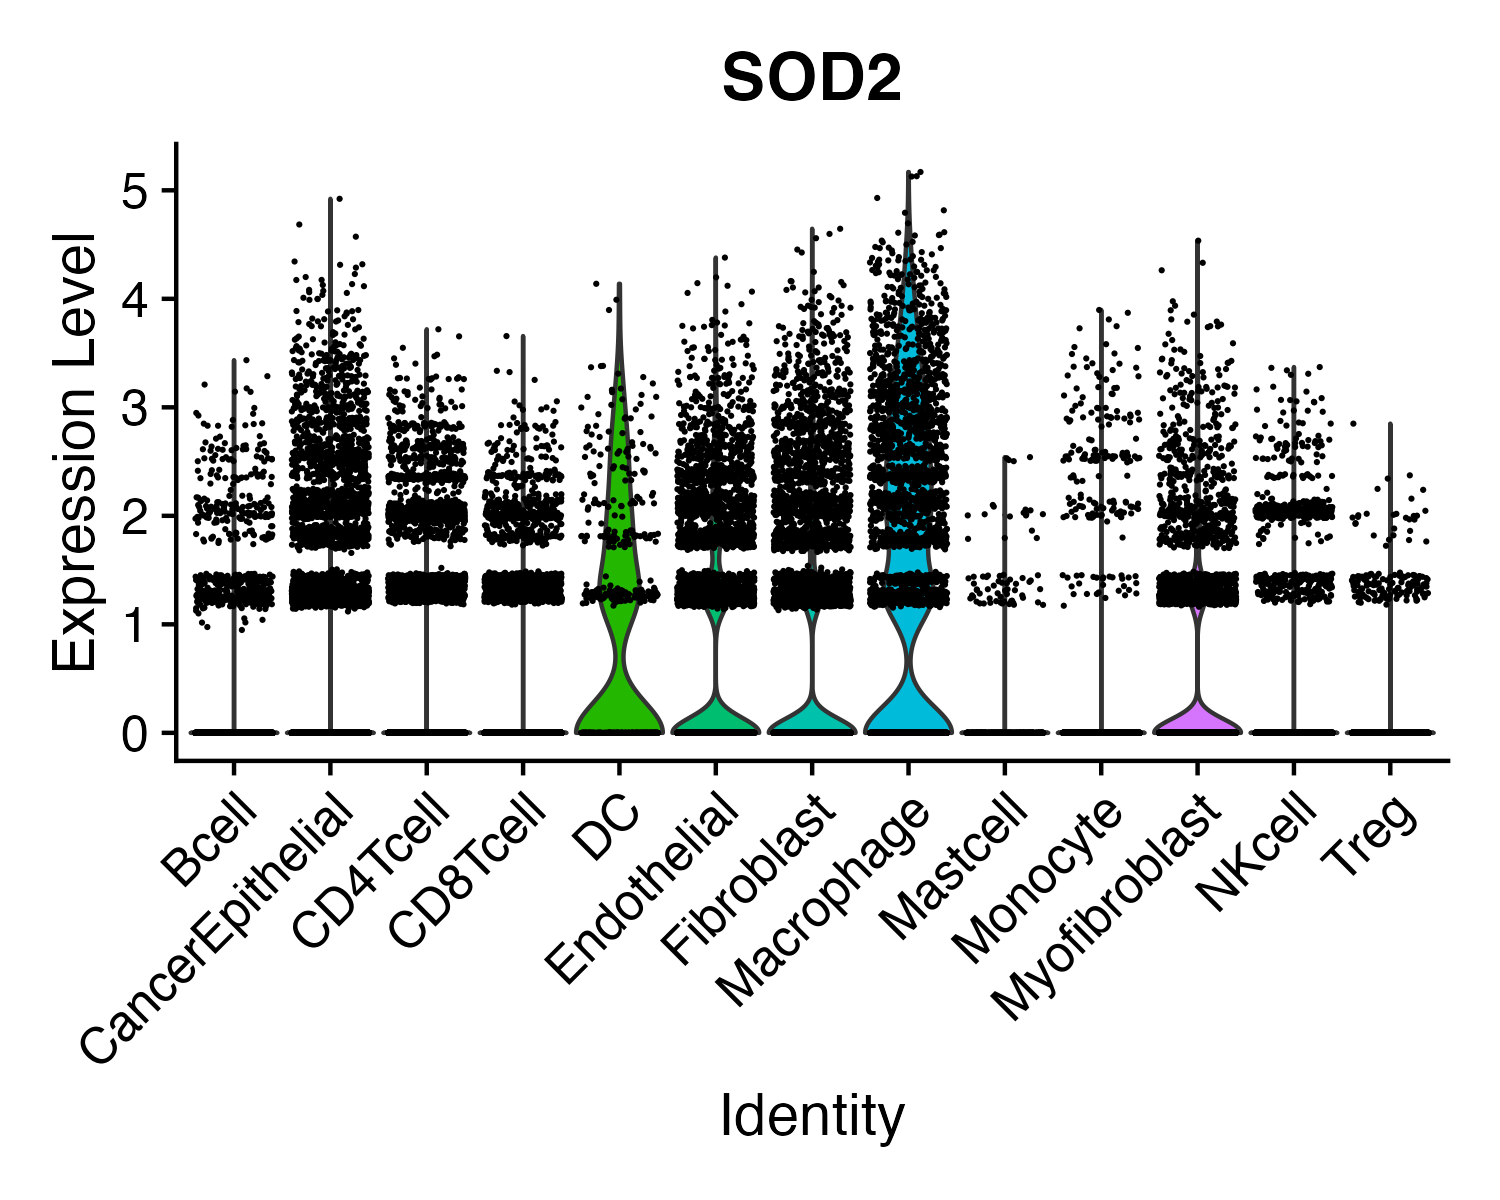 SOD2
Expression Level
5
4
3
2
1
0
Bcell
CancerEpithelial
CD4Tcell
CD8Tcell
DC
Endothelial
Fibroblast
Macrophage
Mastcell
Monocyte
Myofibroblast
NKcell
Treg
Identity